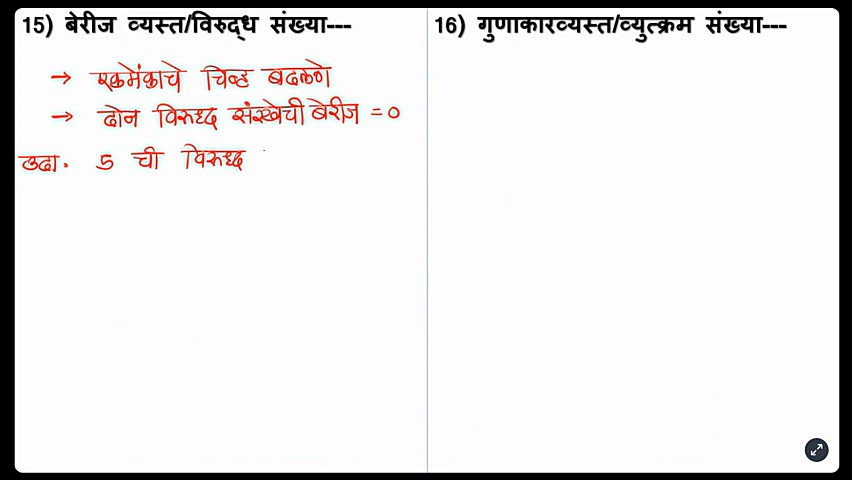 15) बेरीज व्यस्त/विरुद्ध संख्या---
→ एकमेकाचे चिन्ह बदलणे
→ दोन विरुध्द संख्येची बेरीज = 0
उदा. 5 ची विरुध्द
16) गुणाकारव्यस्त/व्युत्क्रम संख्या---